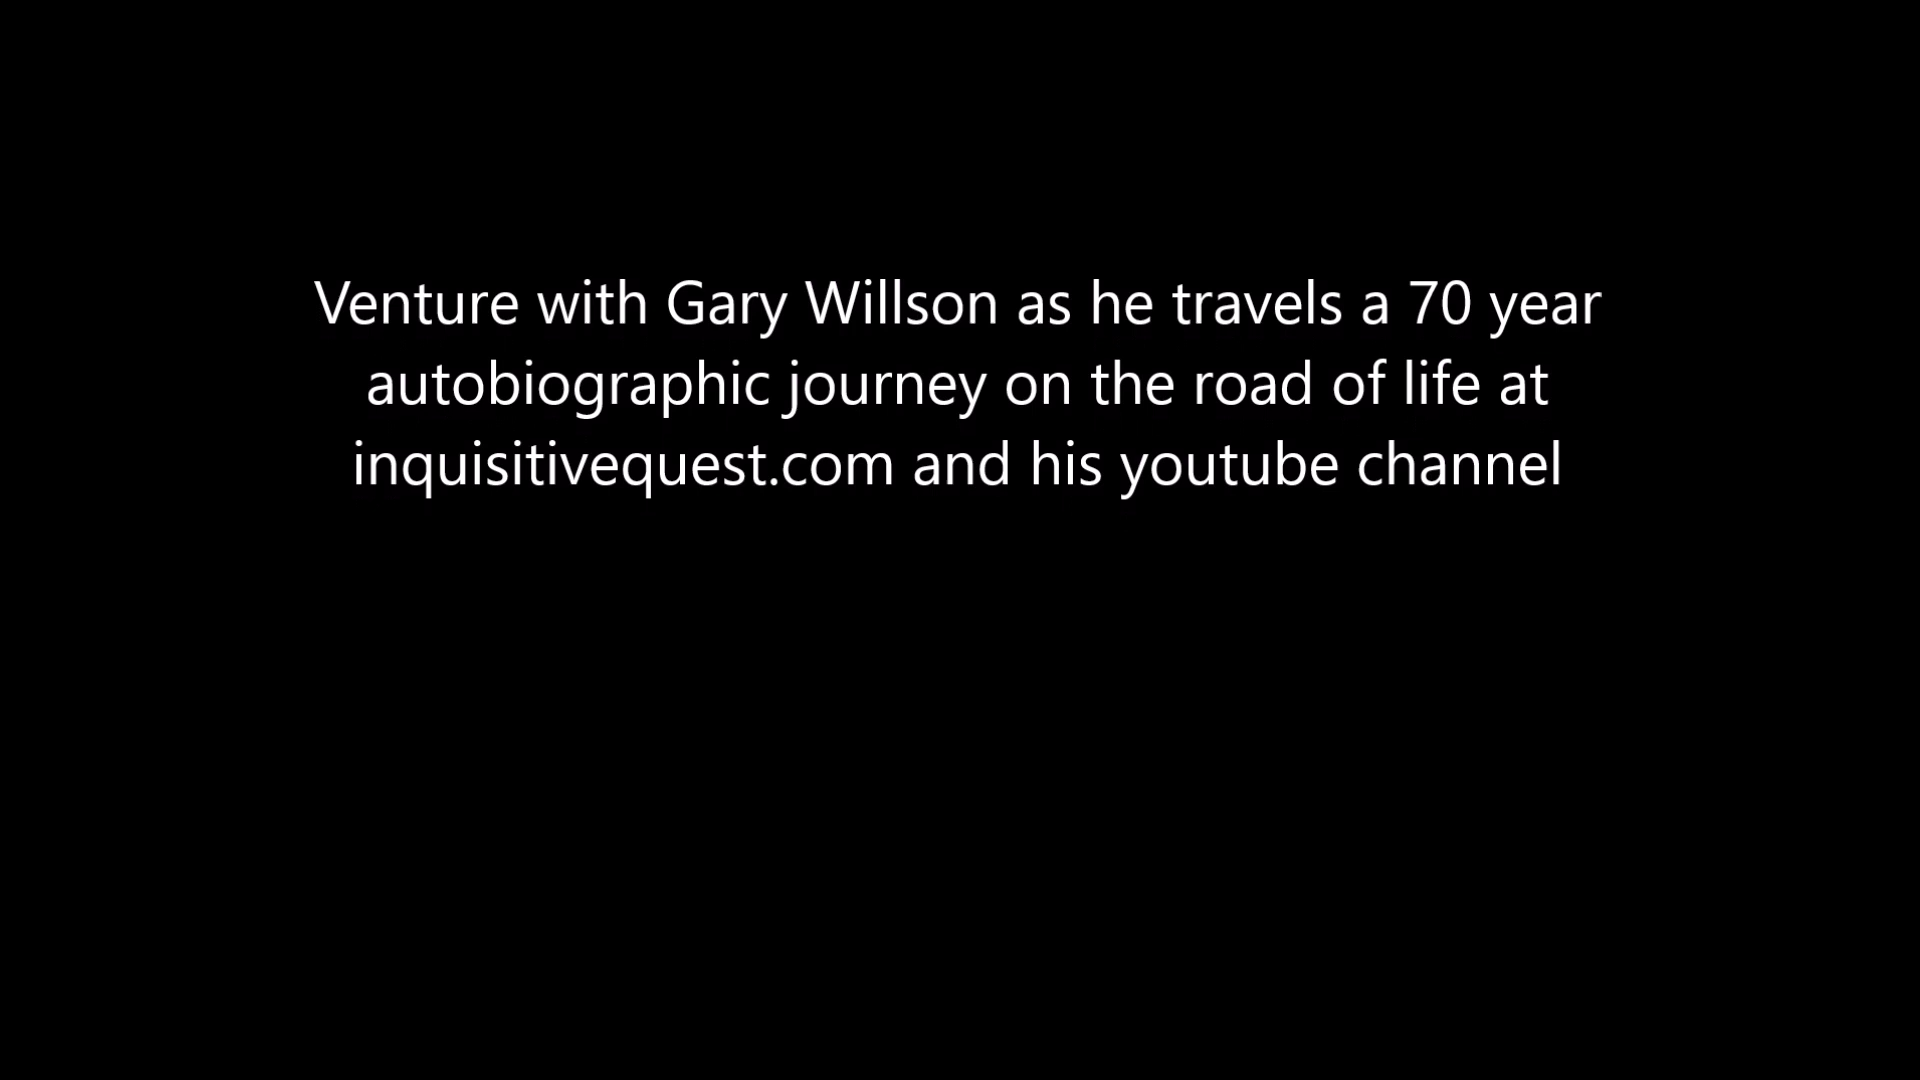 Venture with Gary Willson as he travels a 70 year
autobiographic journey on the road of life at
inquisitivequest.com and his youtube channel